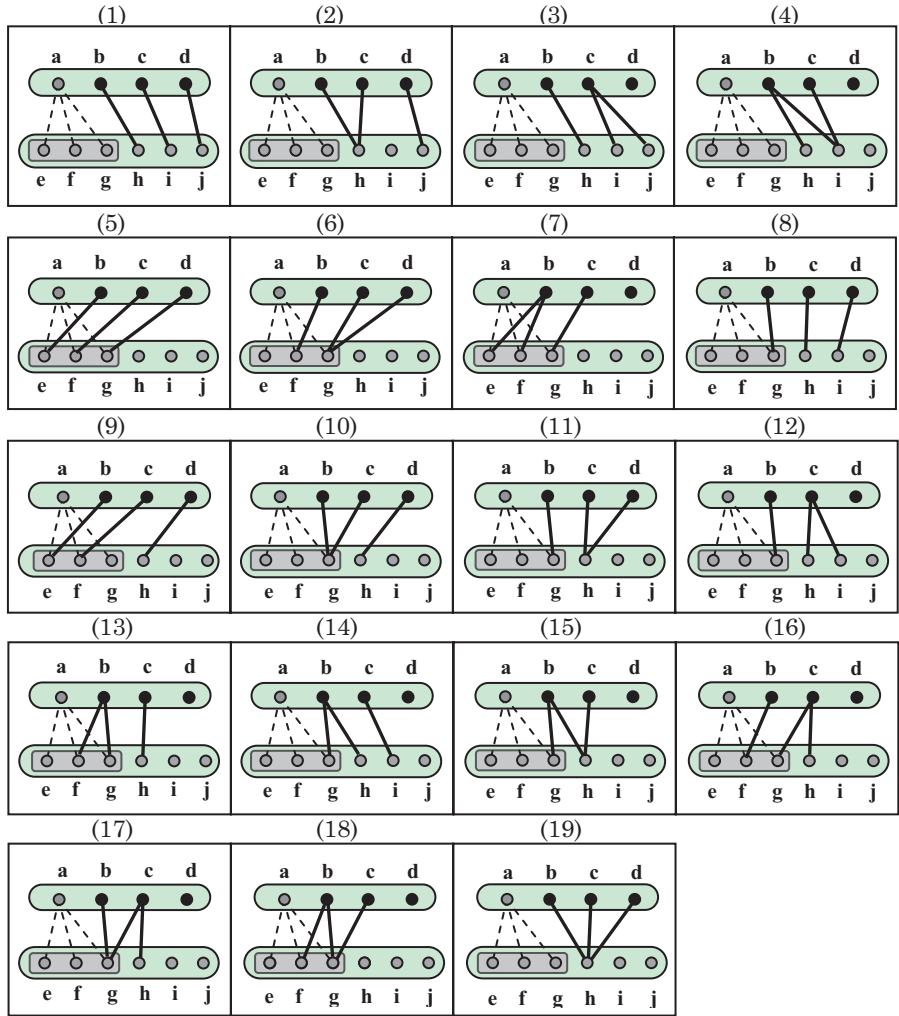 (1) (2) (3) (4)
a b c d a b c d a b c d a b c d
e f g h i j e f g h i j e f g h i j e f g h i j
(5) (6) (7) (8)
a b c d a b c d a b c d a b c d
e f g h i j e f g h i j e f g h i j e f g h i j
(9) (10) (11) (12)
a b c d a b c d a b c d a b c d
e f g h i j e f g h i j e f g h i j e f g h i j
(13) (14) (15) (16)
a b c d a b c d a b c d a b c d
e f g h i j e f g h i j e f g h i j e f g h i j
(17) (18) (19)
a b c d a b c d a b c d
e f g h i j e f g h i j e f g h i j